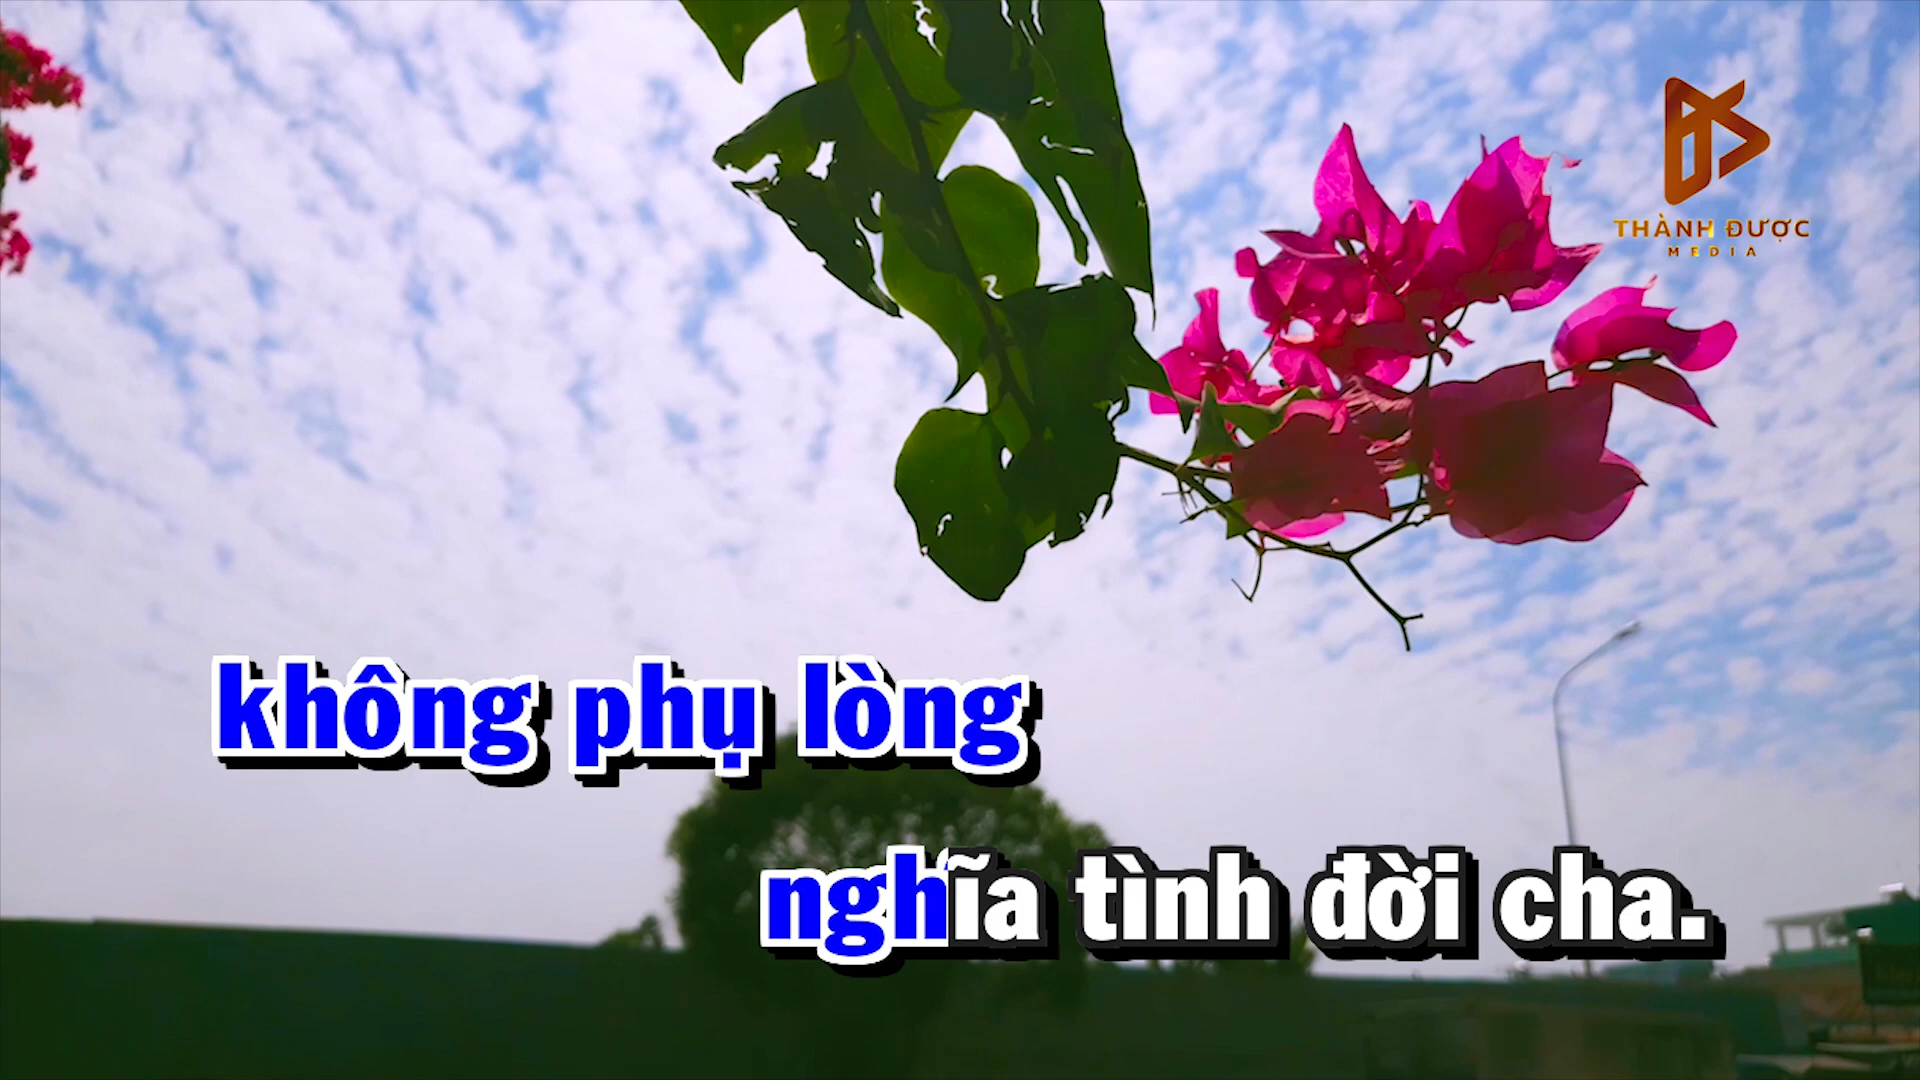 THÀNH ĐƯỢC
MEDIA
không phụ lòng
nghĩa tình đời cha.